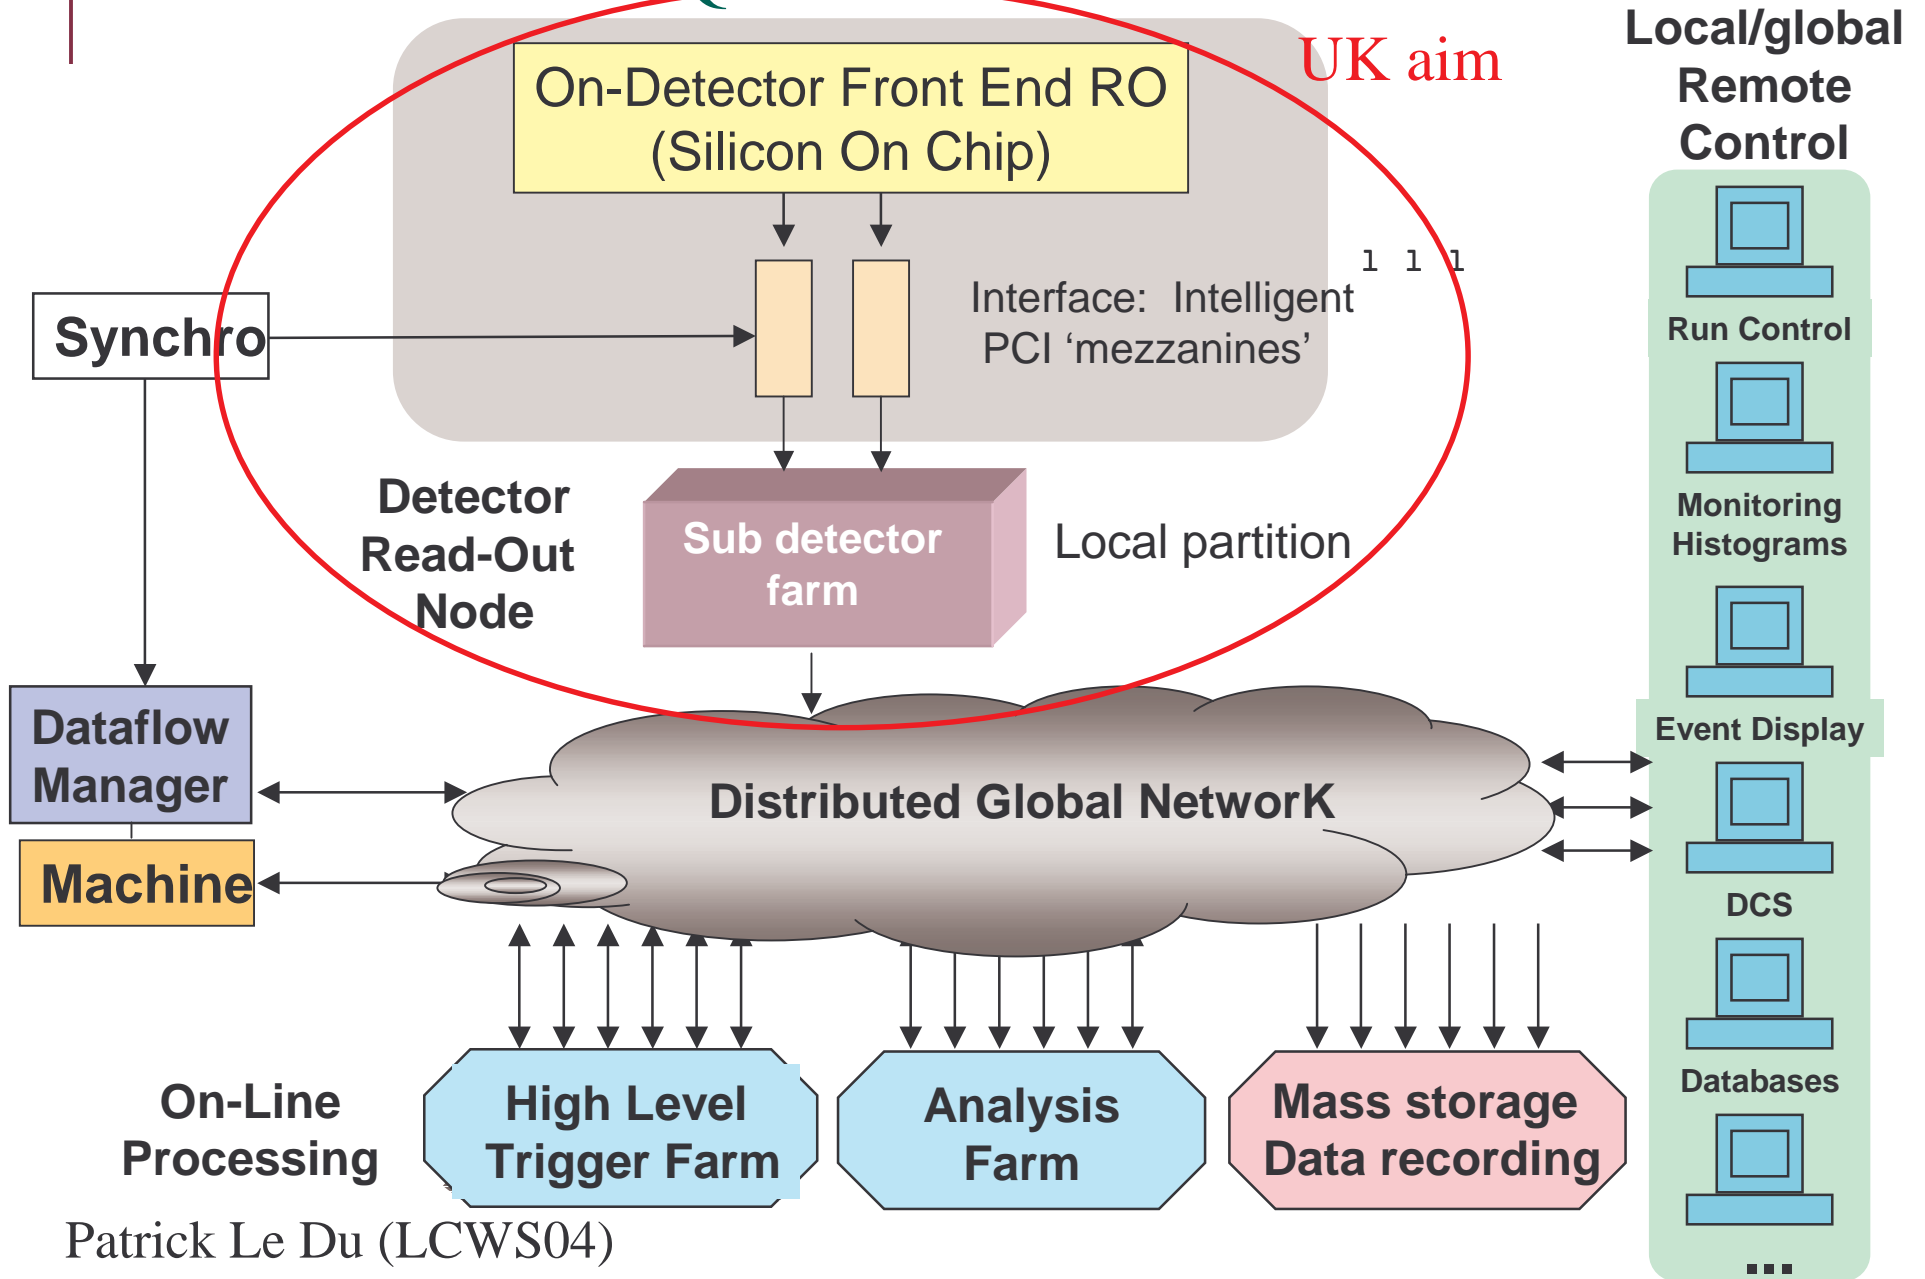 UK aim
On-Detector Front End RO
(Silicon On Chip)
Local/global
Remote
Control
Synchro
Interface: Intelligent
PCI ‘mezzanines’
1 1 1
Run Control
Detector
Read-Out
Node
Sub detector
farm
Local partition
Monitoring
Histograms
Dataflow
Manager
Machine
Distributed Global NetworK
Event Display
DCS
Databases
...
On-Line
Processing
High Level
Trigger Farm
Analysis
Farm
Mass storage
Data recording
Patrick Le Du (LCWS04)